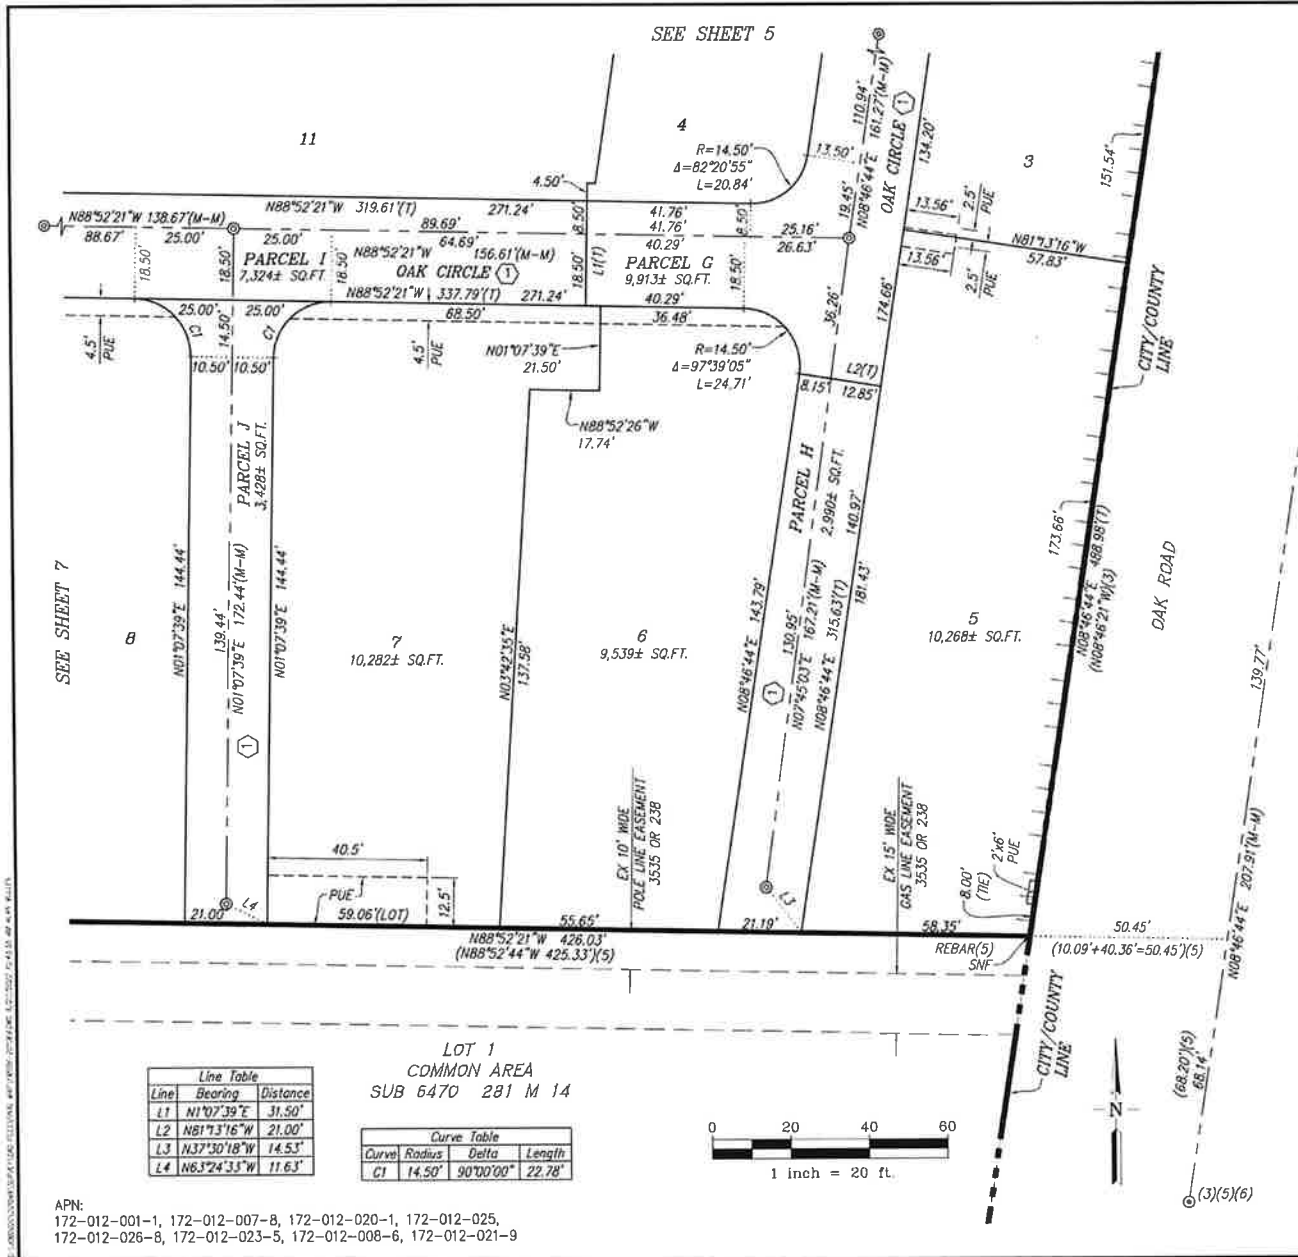 SEE SHEET 5
11
4
3
R=14.50'
Δ=82°20'55"
L=20.84'
13.50'
110.94'
N08°46'44"E 161.27'(M-M)
OAK CIRCLE 1
134.20'
19.45'
151.54'
4.50'
N88°52'21"W 319.61'(T) 271.24'
8.50'
41.76'
41.76'
8.50'
N88°52'21"W 138.67'(M-M)
88.67'
25.00'
25.00'
89.69'
64.69'
N88°52'21"W 156.61'(M-M)
40.29'
25.16'
26.63'
13.56'
2.5'
PUE
N81°13'16"W
57.83'
13.56'
2.5'
PUE
18.50'
18.50'
PARCEL I
7,324± SQ.FT.
18.50'
OAK CIRCLE 1
18.50'
L1(T)
PARCEL G
9,913± SQ.FT.
18.50'
N88°52'21"W 337.79'(T) 271.24'
40.29'
36.26'
174.66'
CITY/COUNTY
LINE
25.00'
25.00'
68.50'
36.48'
4.5'
PUE
C1
14.50'
C1
4.5'
PUE
N01°07'39"E
21.50'
R=14.50'
Δ=97°39'05"
L=24.71'
L2(T)
10.50'
10.50'
8.15'
12.85'
N88°52'26"W
17.74'
PARCEL J
3,428± SQ.FT.
PARCEL H
2,990± SQ.FT.
140.97'
173.66'
N08°46'44"E 488.98'(T)
(N08°46'21"W)(3)
OAK ROAD
SEE SHEET 7
8
N01°07'39"E 144.44'
139.44'
N01°07'39"E 172.44'(M-M)
1
N01°07'39"E 144.44'
7
10,282± SQ.FT.
N03°42'35"E
137.58'
6
9,539± SQ.FT.
N08°46'44"E 143.79'
1
130.95'
N07°45'03"E 167.21'(M-M)
N08°46'44"E 315.63'(T)
181.43'
5
10,268± SQ.FT.
139.77'
N08°46'44"E 207.91'(M-M)
EX 10' WIDE
POLE LINE EASEMENT
3535 OR 238
EX 15' WIDE
GAS LINE EASEMENT
3535 OR 238
8.00'
(TIE)
2'x6'
PUE
40.5'
PUE
12.5'
L4
L3
21.00'
59.06'(LOT)
55.65'
21.19'
58.35'
50.45'
N88°52'21"W 426.03'
(N88°52'44"W 425.33')(5)
REBAR(5)
SNF
(10.09'+40.36'=50.45')(5)
CITY/COUNTY
LINE
(68.20')(5)
68.14'
LOT 1
COMMON AREA
SUB 6470 281 M 14
Line Table
Line Bearing Distance
L1 N1°07'39"E 31.50'
L2 N81°13'16"W 21.00'
L3 N37°30'18"W 14.53'
L4 N63°24'33"W 11.63'
Curve Table
Curve Radius Delta Length
C1 14.50' 90°00'00" 22.78'
0 20 40 60
1 inch = 20 ft.
N
(3)(5)(6)
APN:
172-012-001-1, 172-012-007-8, 172-012-020-1, 172-012-025,
172-012-026-8, 172-012-023-5, 172-012-008-6, 172-012-021-9